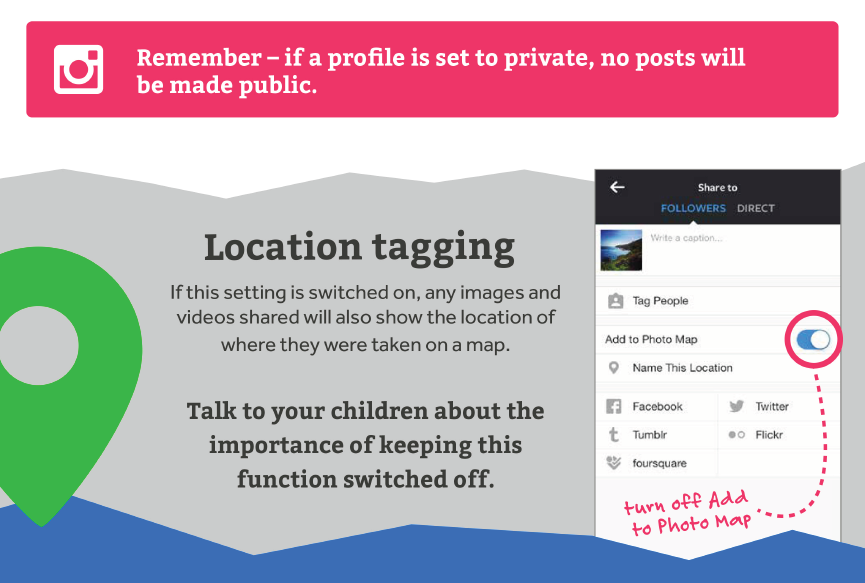 Remember – if a profile is set to private, no posts will
be made public.
Location tagging
If this setting is switched on, any images and
videos shared will also show the location of
where they were taken on a map.
Talk to your children about the
importance of keeping this
function switched off.
Share to
FOLLOWERS DIRECT
Write a caption...
Tag People
Add to Photo Map
Name This Location
Facebook Twitter
Tumblr Flickr
foursquare
turn off Add
to Photo Map